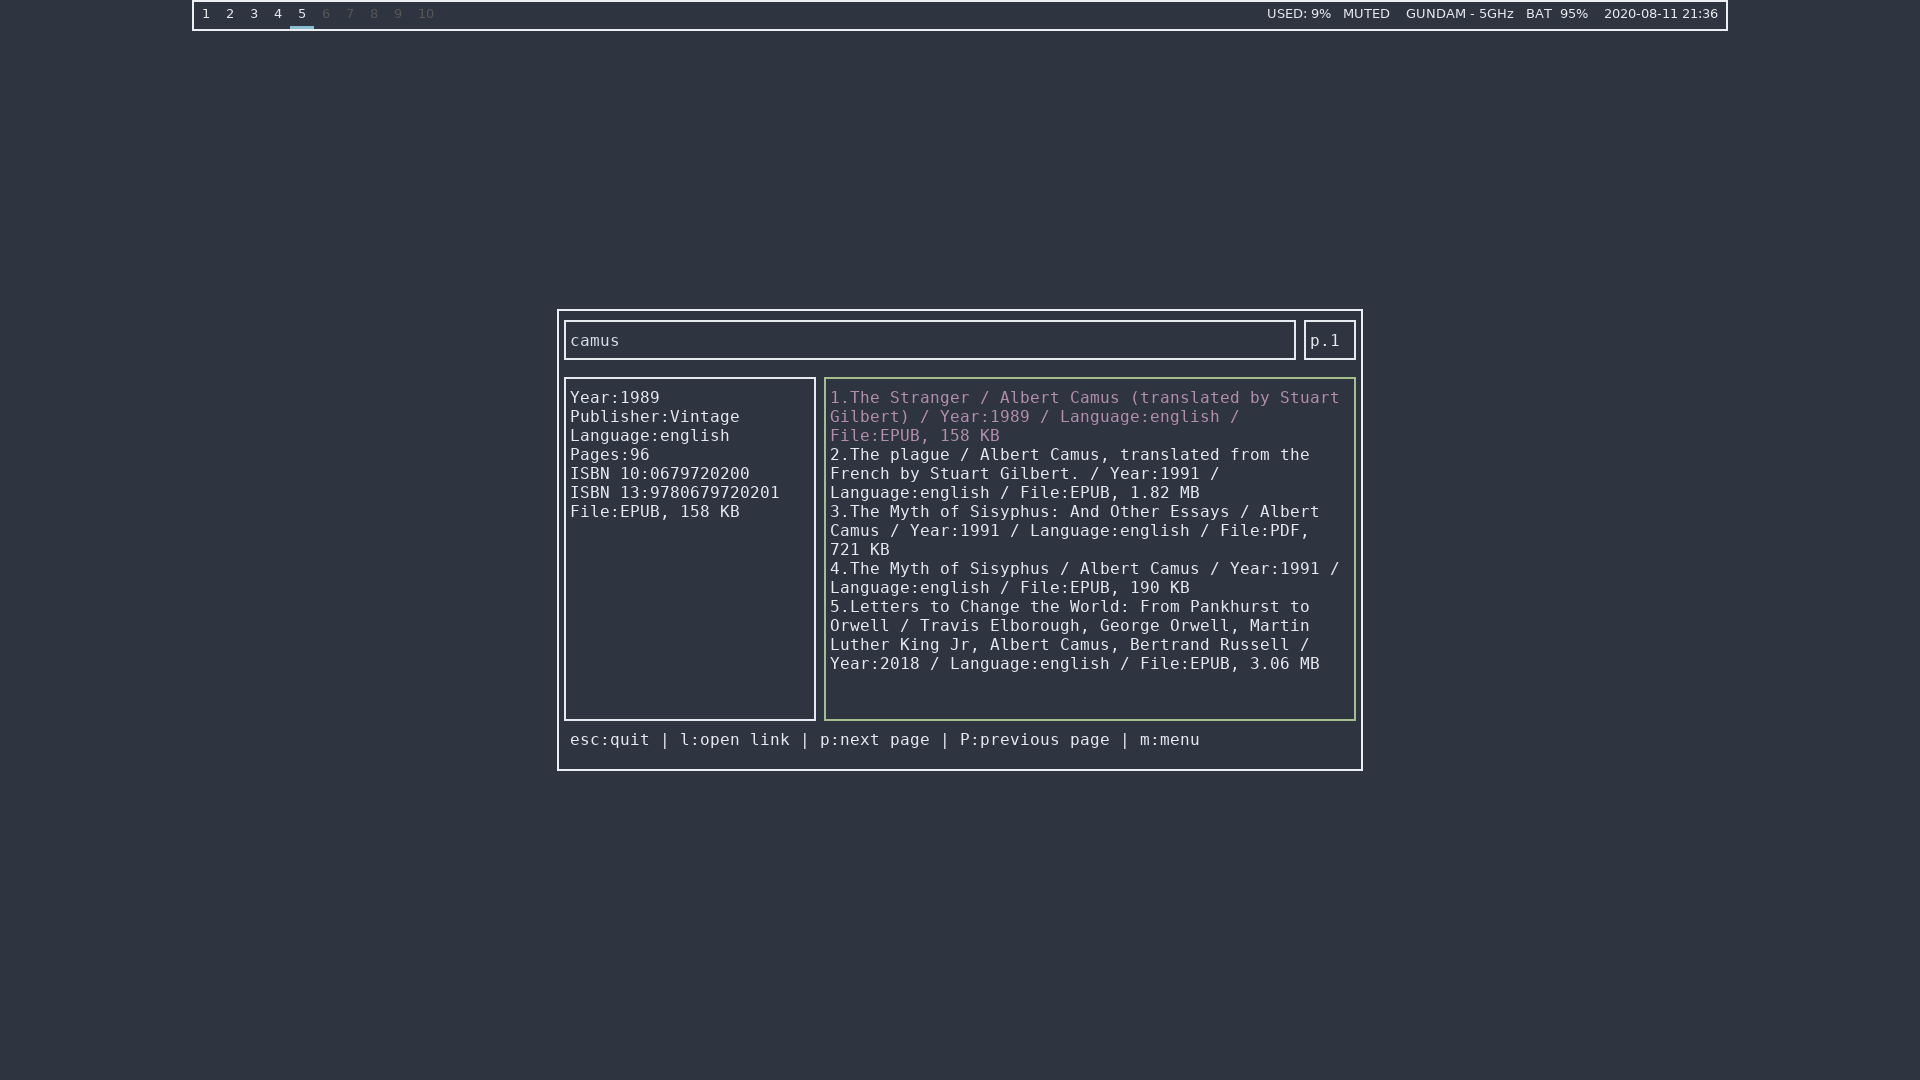 1 2 3 4 5 6 7 8 9 10 USED: 9% MUTED GUNDAM - 5GHz BAT 95% 2020-08-11 21:36
camus
p.1
Year:1989
Publisher:Vintage
Language:english
Pages:96
ISBN 10:0679720200
ISBN 13:9780679720201
File:EPUB, 158 KB
1.The Stranger / Albert Camus (translated by Stuart
Gilbert) / Year:1989 / Language:english /
File:EPUB, 158 KB
2.The plague / Albert Camus, translated from the
French by Stuart Gilbert. / Year:1991 /
Language:english / File:EPUB, 1.82 MB
3.The Myth of Sisyphus: And Other Essays / Albert
Camus / Year:1991 / Language:english / File:PDF,
721 KB
4.The Myth of Sisyphus / Albert Camus / Year:1991 /
Language:english / File:EPUB, 190 KB
5.Letters to Change the World: From Pankhurst to
Orwell / Travis Elborough, George Orwell, Martin
Luther King Jr, Albert Camus, Bertrand Russell /
Year:2018 / Language:english / File:EPUB, 3.06 MB
esc:quit | l:open link | p:next page | P:previous page | m:menu